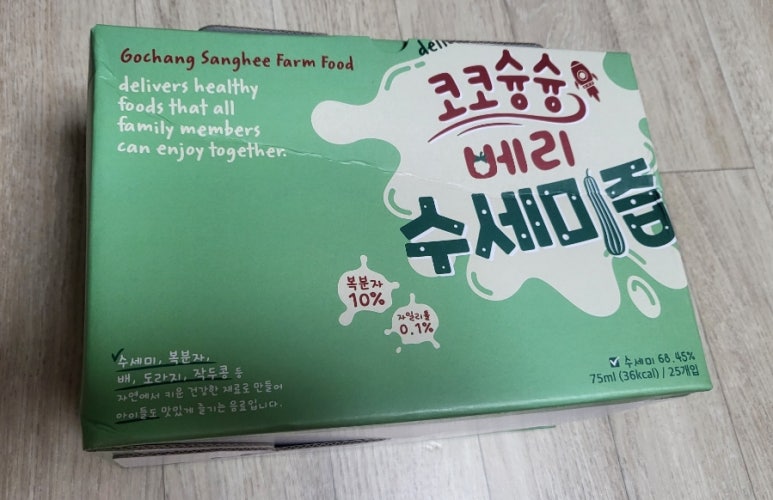 Gochang Sanghee Farm Food
delivers healthy
foods that all
family members
can enjoy together.
코코슝슝
베리
수세미즙
복분자
10%
자일리톨
0.1%
수세미, 복분자,
배, 도라지, 작두콩 등
자연에서 키운 건강한 재료로 만들어
아이들도 맛있게 즐기는 음료입니다.
수세미 68.45%
75ml (36kcal) / 25개입